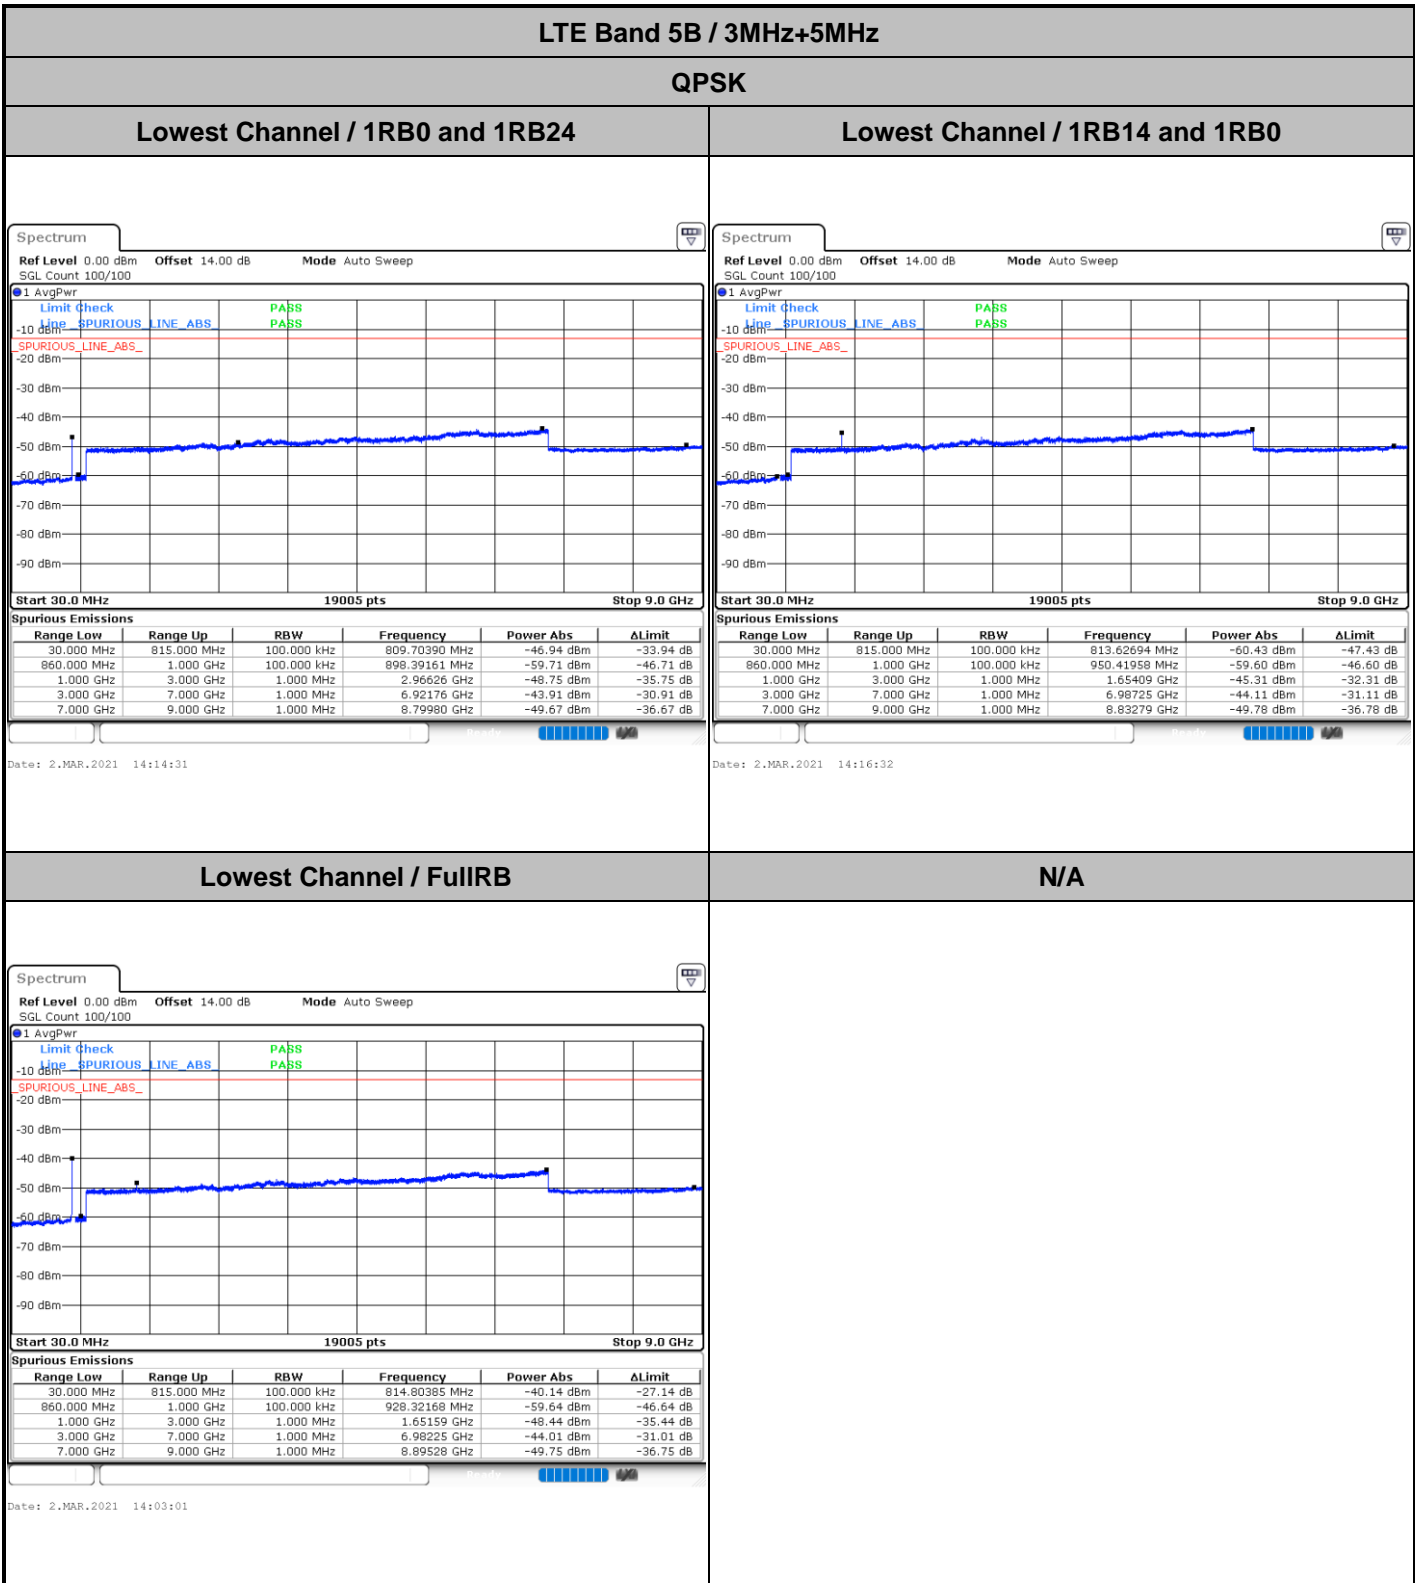 LTE Band 5B / 3MHz+5MHz
QPSK
Lowest Channel / 1RB0 and 1RB24
Lowest Channel / 1RB14 and 1RB0
Spectrum
Ref Level 0.00 dBm Offset 14.00 dB Mode Auto Sweep
SGL Count 100/100
1 AvgPwr
Limit Check PASS
Line _SPURIOUS_LINE_ABS_ PASS
-10 dBm
_SPURIOUS_LINE_ABS_
-20 dBm
-30 dBm
-40 dBm
-50 dBm
-60 dBm
-70 dBm
-80 dBm
-90 dBm
Start 30.0 MHz 19005 pts Stop 9.0 GHz
Spurious Emissions
Range Low Range Up RBW Frequency Power Abs ΔLimit
30.000 MHz 815.000 MHz 100.000 kHz 809.70390 MHz -46.94 dBm -33.94 dB
860.000 MHz 1.000 GHz 100.000 kHz 898.39161 MHz -59.71 dBm -46.71 dB
1.000 GHz 3.000 GHz 1.000 MHz 2.96626 GHz -48.75 dBm -35.75 dB
3.000 GHz 7.000 GHz 1.000 MHz 6.92176 GHz -43.91 dBm -30.91 dB
7.000 GHz 9.000 GHz 1.000 MHz 8.79980 GHz -49.67 dBm -36.67 dB
Ready
Date: 2.MAR.2021 14:14:31
Spectrum
Ref Level 0.00 dBm Offset 14.00 dB Mode Auto Sweep
SGL Count 100/100
1 AvgPwr
Limit Check PASS
Line _SPURIOUS_LINE_ABS_ PASS
-10 dBm
_SPURIOUS_LINE_ABS_
-20 dBm
-30 dBm
-40 dBm
-50 dBm
-60 dBm
-70 dBm
-80 dBm
-90 dBm
Start 30.0 MHz 19005 pts Stop 9.0 GHz
Spurious Emissions
Range Low Range Up RBW Frequency Power Abs ΔLimit
30.000 MHz 815.000 MHz 100.000 kHz 813.62694 MHz -60.43 dBm -47.43 dB
860.000 MHz 1.000 GHz 100.000 kHz 950.41958 MHz -59.60 dBm -46.60 dB
1.000 GHz 3.000 GHz 1.000 MHz 1.65409 GHz -45.31 dBm -32.31 dB
3.000 GHz 7.000 GHz 1.000 MHz 6.98725 GHz -44.11 dBm -31.11 dB
7.000 GHz 9.000 GHz 1.000 MHz 8.83279 GHz -49.78 dBm -36.78 dB
Ready
Date: 2.MAR.2021 14:16:32
Lowest Channel / FullRB
N/A
Spectrum
Ref Level 0.00 dBm Offset 14.00 dB Mode Auto Sweep
SGL Count 100/100
1 AvgPwr
Limit Check PASS
Line _SPURIOUS_LINE_ABS_ PASS
-10 dBm
_SPURIOUS_LINE_ABS_
-20 dBm
-30 dBm
-40 dBm
-50 dBm
-60 dBm
-70 dBm
-80 dBm
-90 dBm
Start 30.0 MHz 19005 pts Stop 9.0 GHz
Spurious Emissions
Range Low Range Up RBW Frequency Power Abs ΔLimit
30.000 MHz 815.000 MHz 100.000 kHz 814.80385 MHz -40.14 dBm -27.14 dB
860.000 MHz 1.000 GHz 100.000 kHz 928.32168 MHz -59.64 dBm -46.64 dB
1.000 GHz 3.000 GHz 1.000 MHz 1.65159 GHz -48.44 dBm -35.44 dB
3.000 GHz 7.000 GHz 1.000 MHz 6.98225 GHz -44.01 dBm -31.01 dB
7.000 GHz 9.000 GHz 1.000 MHz 8.89528 GHz -49.75 dBm -36.75 dB
Ready
Date: 2.MAR.2021 14:03:01